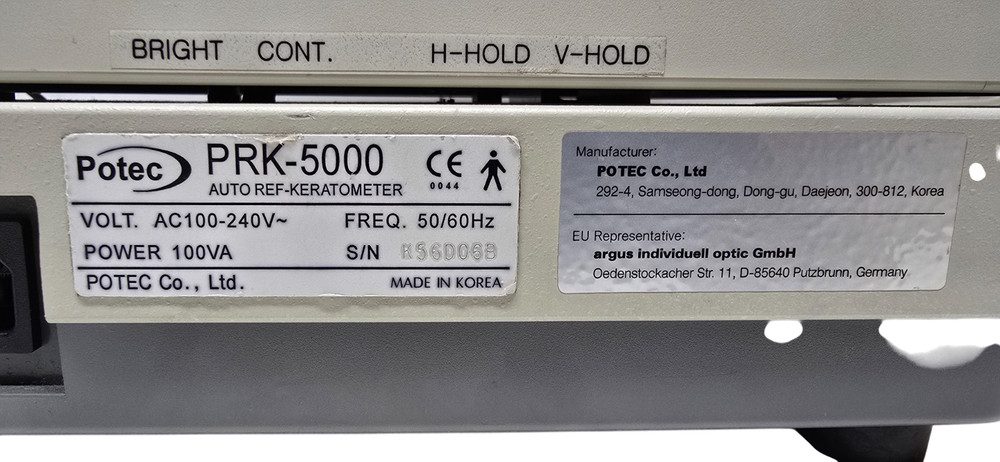 BRIGHT CONT. H-HOLD V-HOLD
Potec PRK-5000
AUTO REF-KERATOMETER
CE 0044
VOLT. AC100-240V~ FREQ. 50/60Hz
POWER 100VA S/N
POTEC Co., Ltd. MADE IN KOREA
Manufacturer:
POTEC Co., Ltd
292-4, Samseong-dong, Dong-gu, Daejeon, 300-812, Korea
EU Representative:
argus individuell optic GmbH
Oedenstockacher Str. 11, D-85640 Putzbrunn, Germany